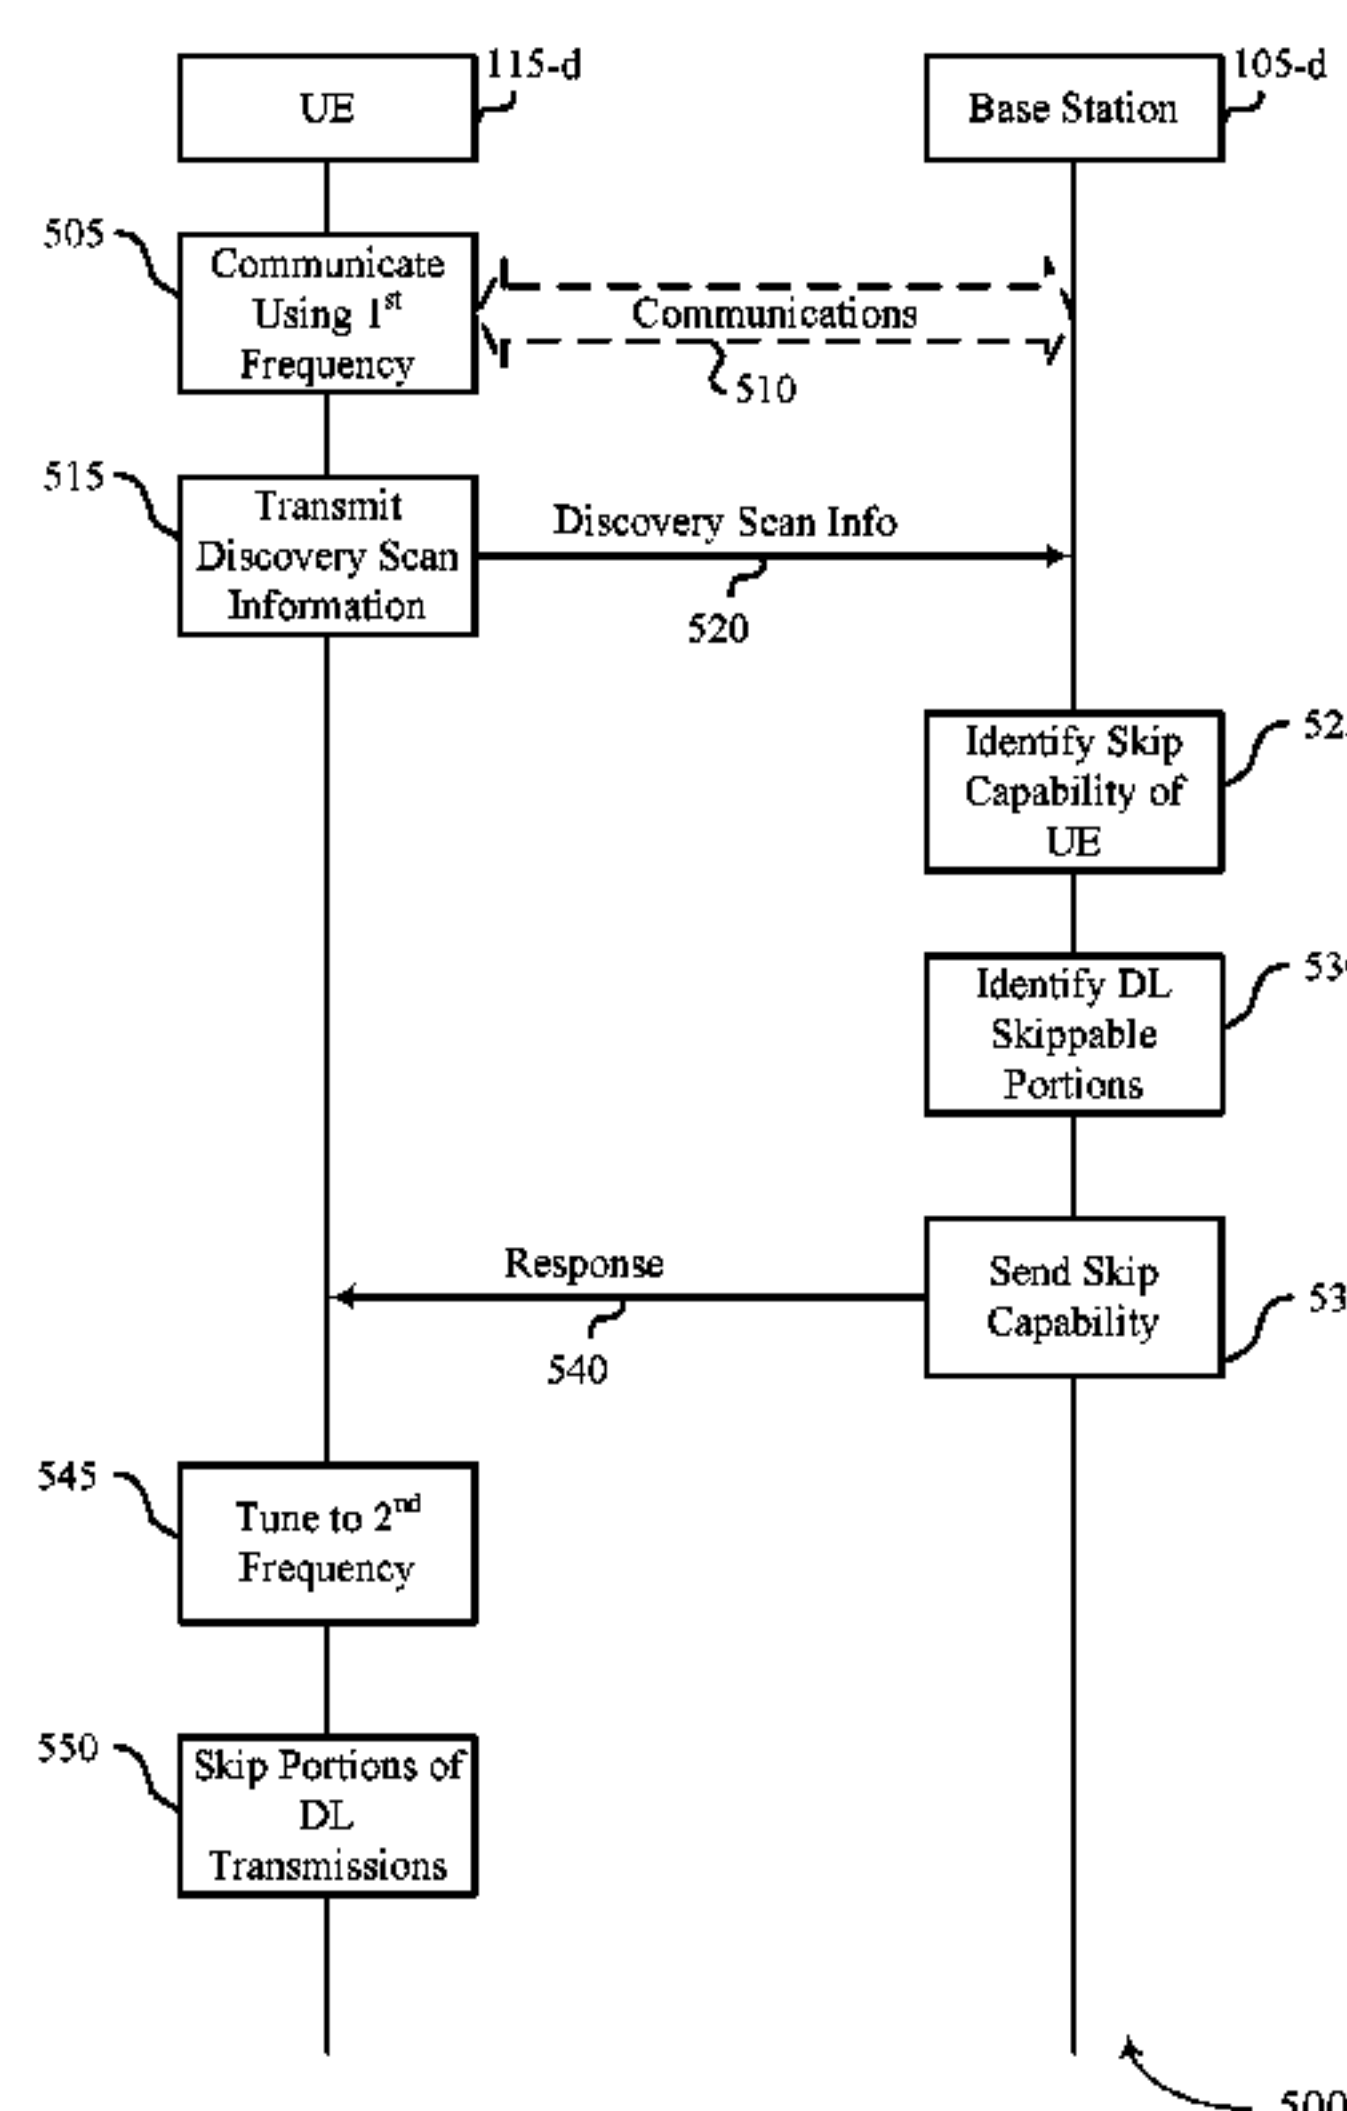 UE
115-d
Base Station
105-d
505
Communicate
Using 1st
Frequency
Communications
510
515
Transmit
Discovery Scan
Information
Discovery Scan Info
520
Identify Skip
Capability of
UE
Identify DL
Skippable
Portions
Send Skip
Capability
Response
540
545
Tune to 2nd
Frequency
550
Skip Portions of
DL
Transmissions
500